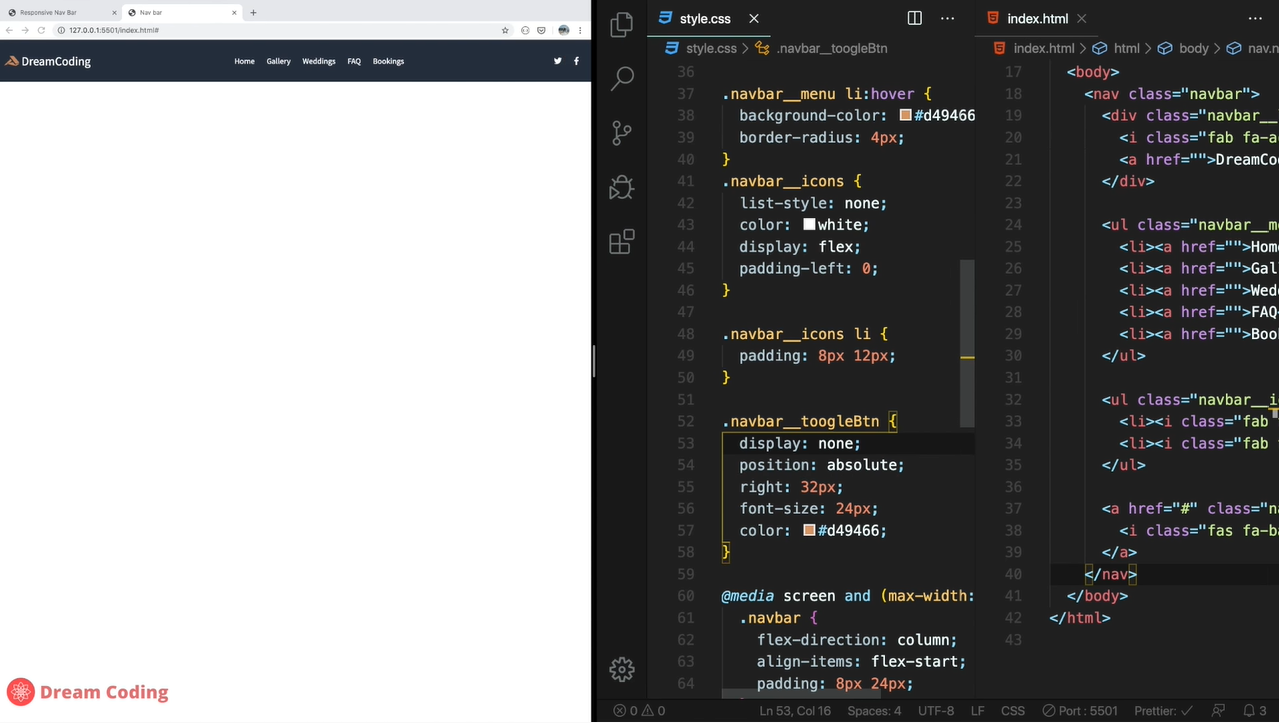 Responsive Nav Bar
Nav bar
127.0.0.1:5501/index.html#
DreamCoding
Home Gallery Weddings FAQ Bookings
Dream Coding
style.css
style.css > .navbar__toogleBtn
36
37 .navbar__menu li:hover {
38 background-color: #d49466
39 border-radius: 4px;
40 }
41 .navbar__icons {
42 list-style: none;
43 color: white;
44 display: flex;
45 padding-left: 0;
46 }
47
48 .navbar__icons li {
49 padding: 8px 12px;
50 }
51
52 .navbar__toogleBtn {
53 display: none;
54 position: absolute;
55 right: 32px;
56 font-size: 24px;
57 color: #d49466;
58 }
59
60 @media screen and (max-width:
61 .navbar {
62 flex-direction: column;
63 align-items: flex-start;
64 padding: 8px 24px;
index.html
index.html > html > body > nav.n
17 <body>
18 <nav class="navbar">
19 <div class="navbar__
20 <i class="fab fa-a
21 <a href="">DreamCo
22 </div>
23
24 <ul class="navbar__m
25 <li><a href="">Hom
26 <li><a href="">Gal
27 <li><a href="">Wed
28 <li><a href="">FAQ
29 <li><a href="">Boo
30 </ul>
31
32 <ul class="navbar__i
33 <li><i class="fab
34 <li><i class="fab
35 </ul>
36
37 <a href="#" class="n
38 <i class="fas fa-ba
39 </a>
40 </nav>
41 </body>
42 </html>
43
0 0 Ln 53, Col 16 Spaces: 4 UTF-8 LF CSS Port : 5501 Prettier: ✓ 3